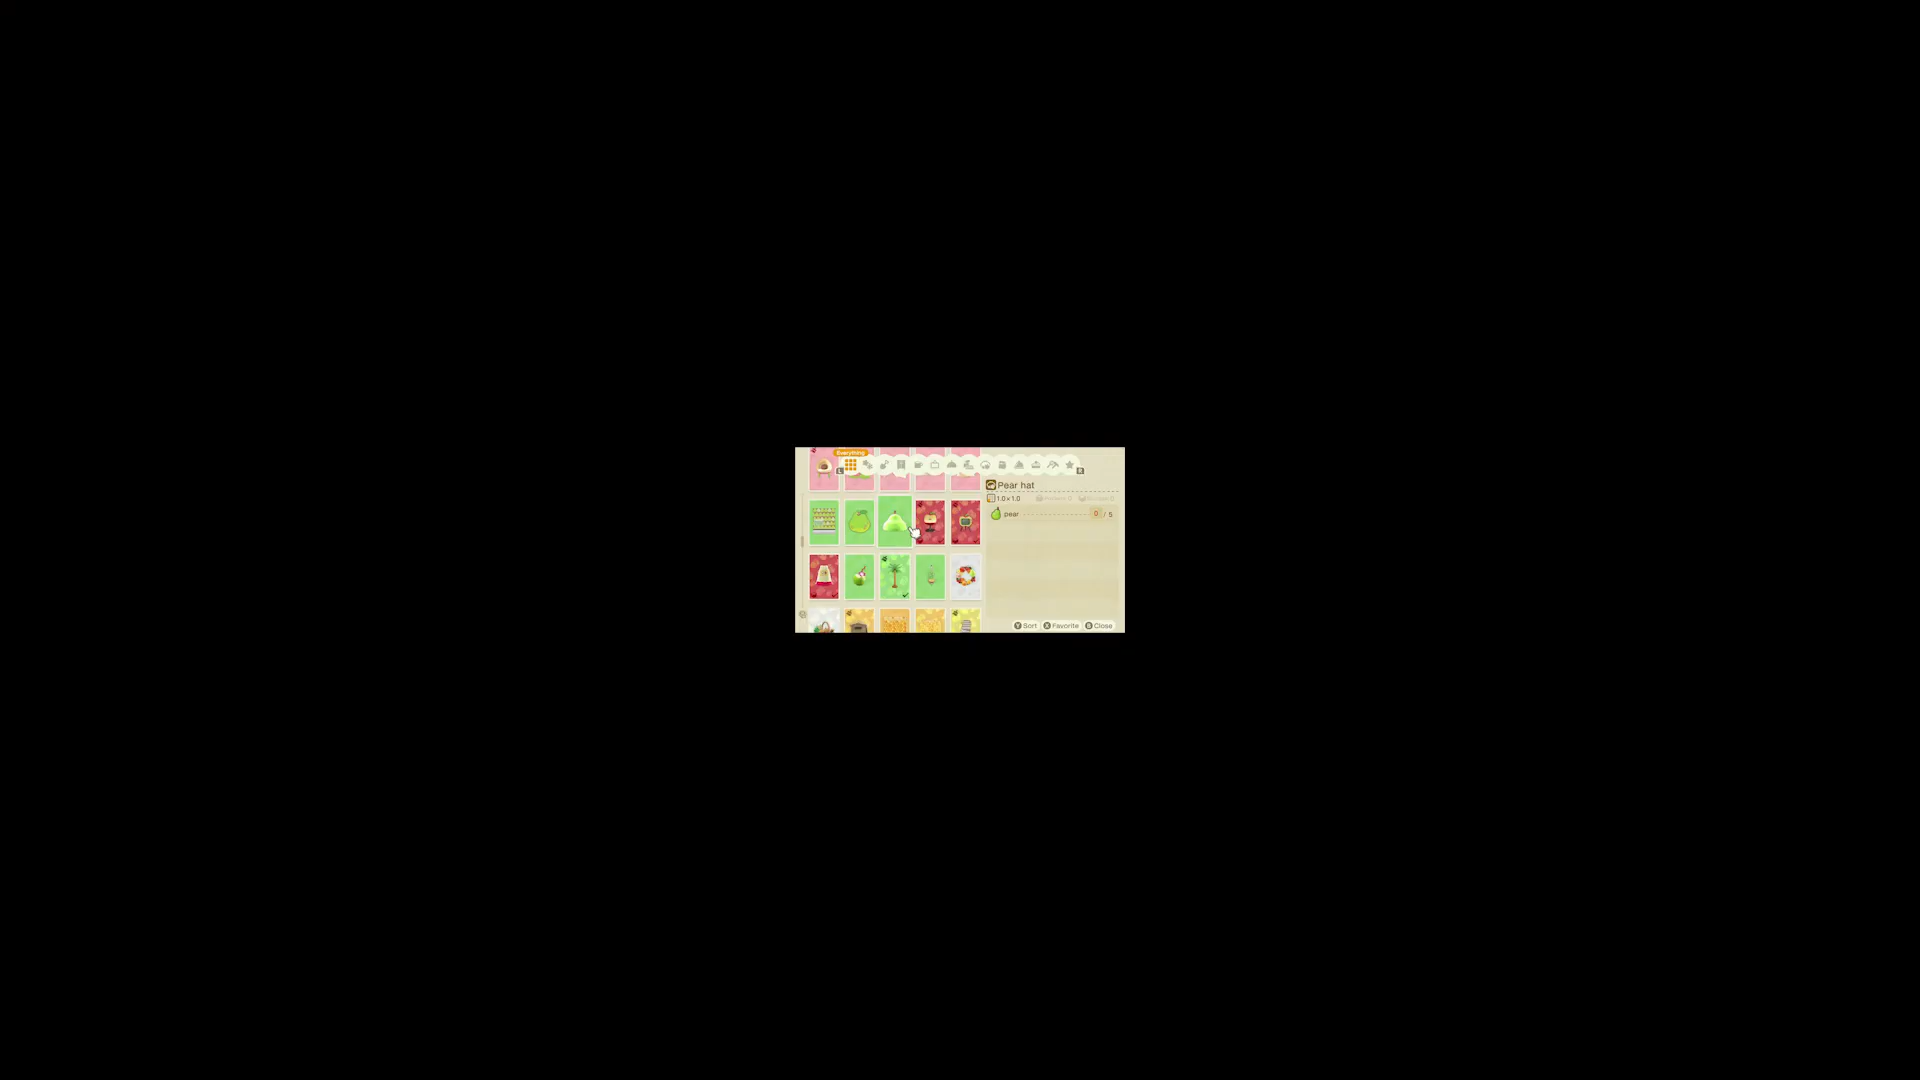 Everything
L
R
Pear hat
1.0×1.0
pear 0 / 5
Y Sort X Favorite B Close